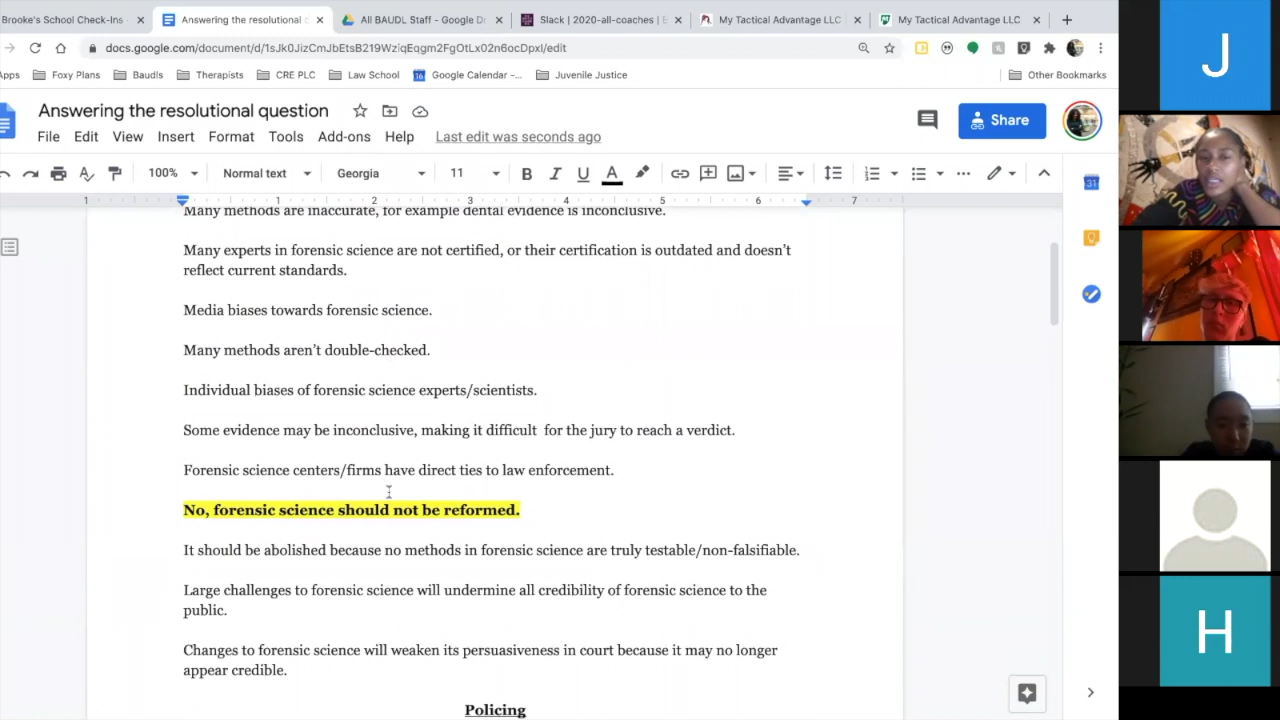 Brooke's School Check-Ins - Answering the resolutional c All BAUDL Staff - Google Dr Slack | 2020-all-coaches | E My Tactical Advantage LLC My Tactical Advantage LLC
docs.google.com/document/d/
Apps Foxy Plans Baudls Therapists CRE PLC Law School Google Calendar -... Juvenile Justice Other Bookmarks
Answering the resolutional question
File Edit View Insert Format Tools Add-ons Help Last edit was seconds ago
Share
100% Normal text Georgia 11 B I U A
1 1 2 3 4 5 6 7
Many methods are inaccurate, for example dental evidence is inconclusive.
Many experts in forensic science are not certified, or their certification is outdated and doesn't
reflect current standards.
Media biases towards forensic science.
Many methods aren't double-checked.
Individual biases of forensic science experts/scientists.
Some evidence may be inconclusive, making it difficult for the jury to reach a verdict.
Forensic science centers/firms have direct ties to law enforcement.
No, forensic science should not be reformed.
It should be abolished because no methods in forensic science are truly testable/non-falsifiable.
Large challenges to forensic science will undermine all credibility of forensic science to the
public.
Changes to forensic science will weaken its persuasiveness in court because it may no longer
appear credible.
Policing
J
H